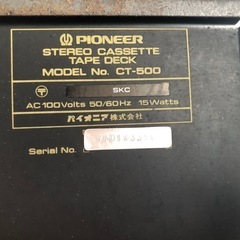 PIONEER
STEREO CASSETTE
TAPE DECK
MODEL No. CT-500
SKC
AC 100Volts 50/60Hz 15Watts
パイオニア株式会社
Serial No.